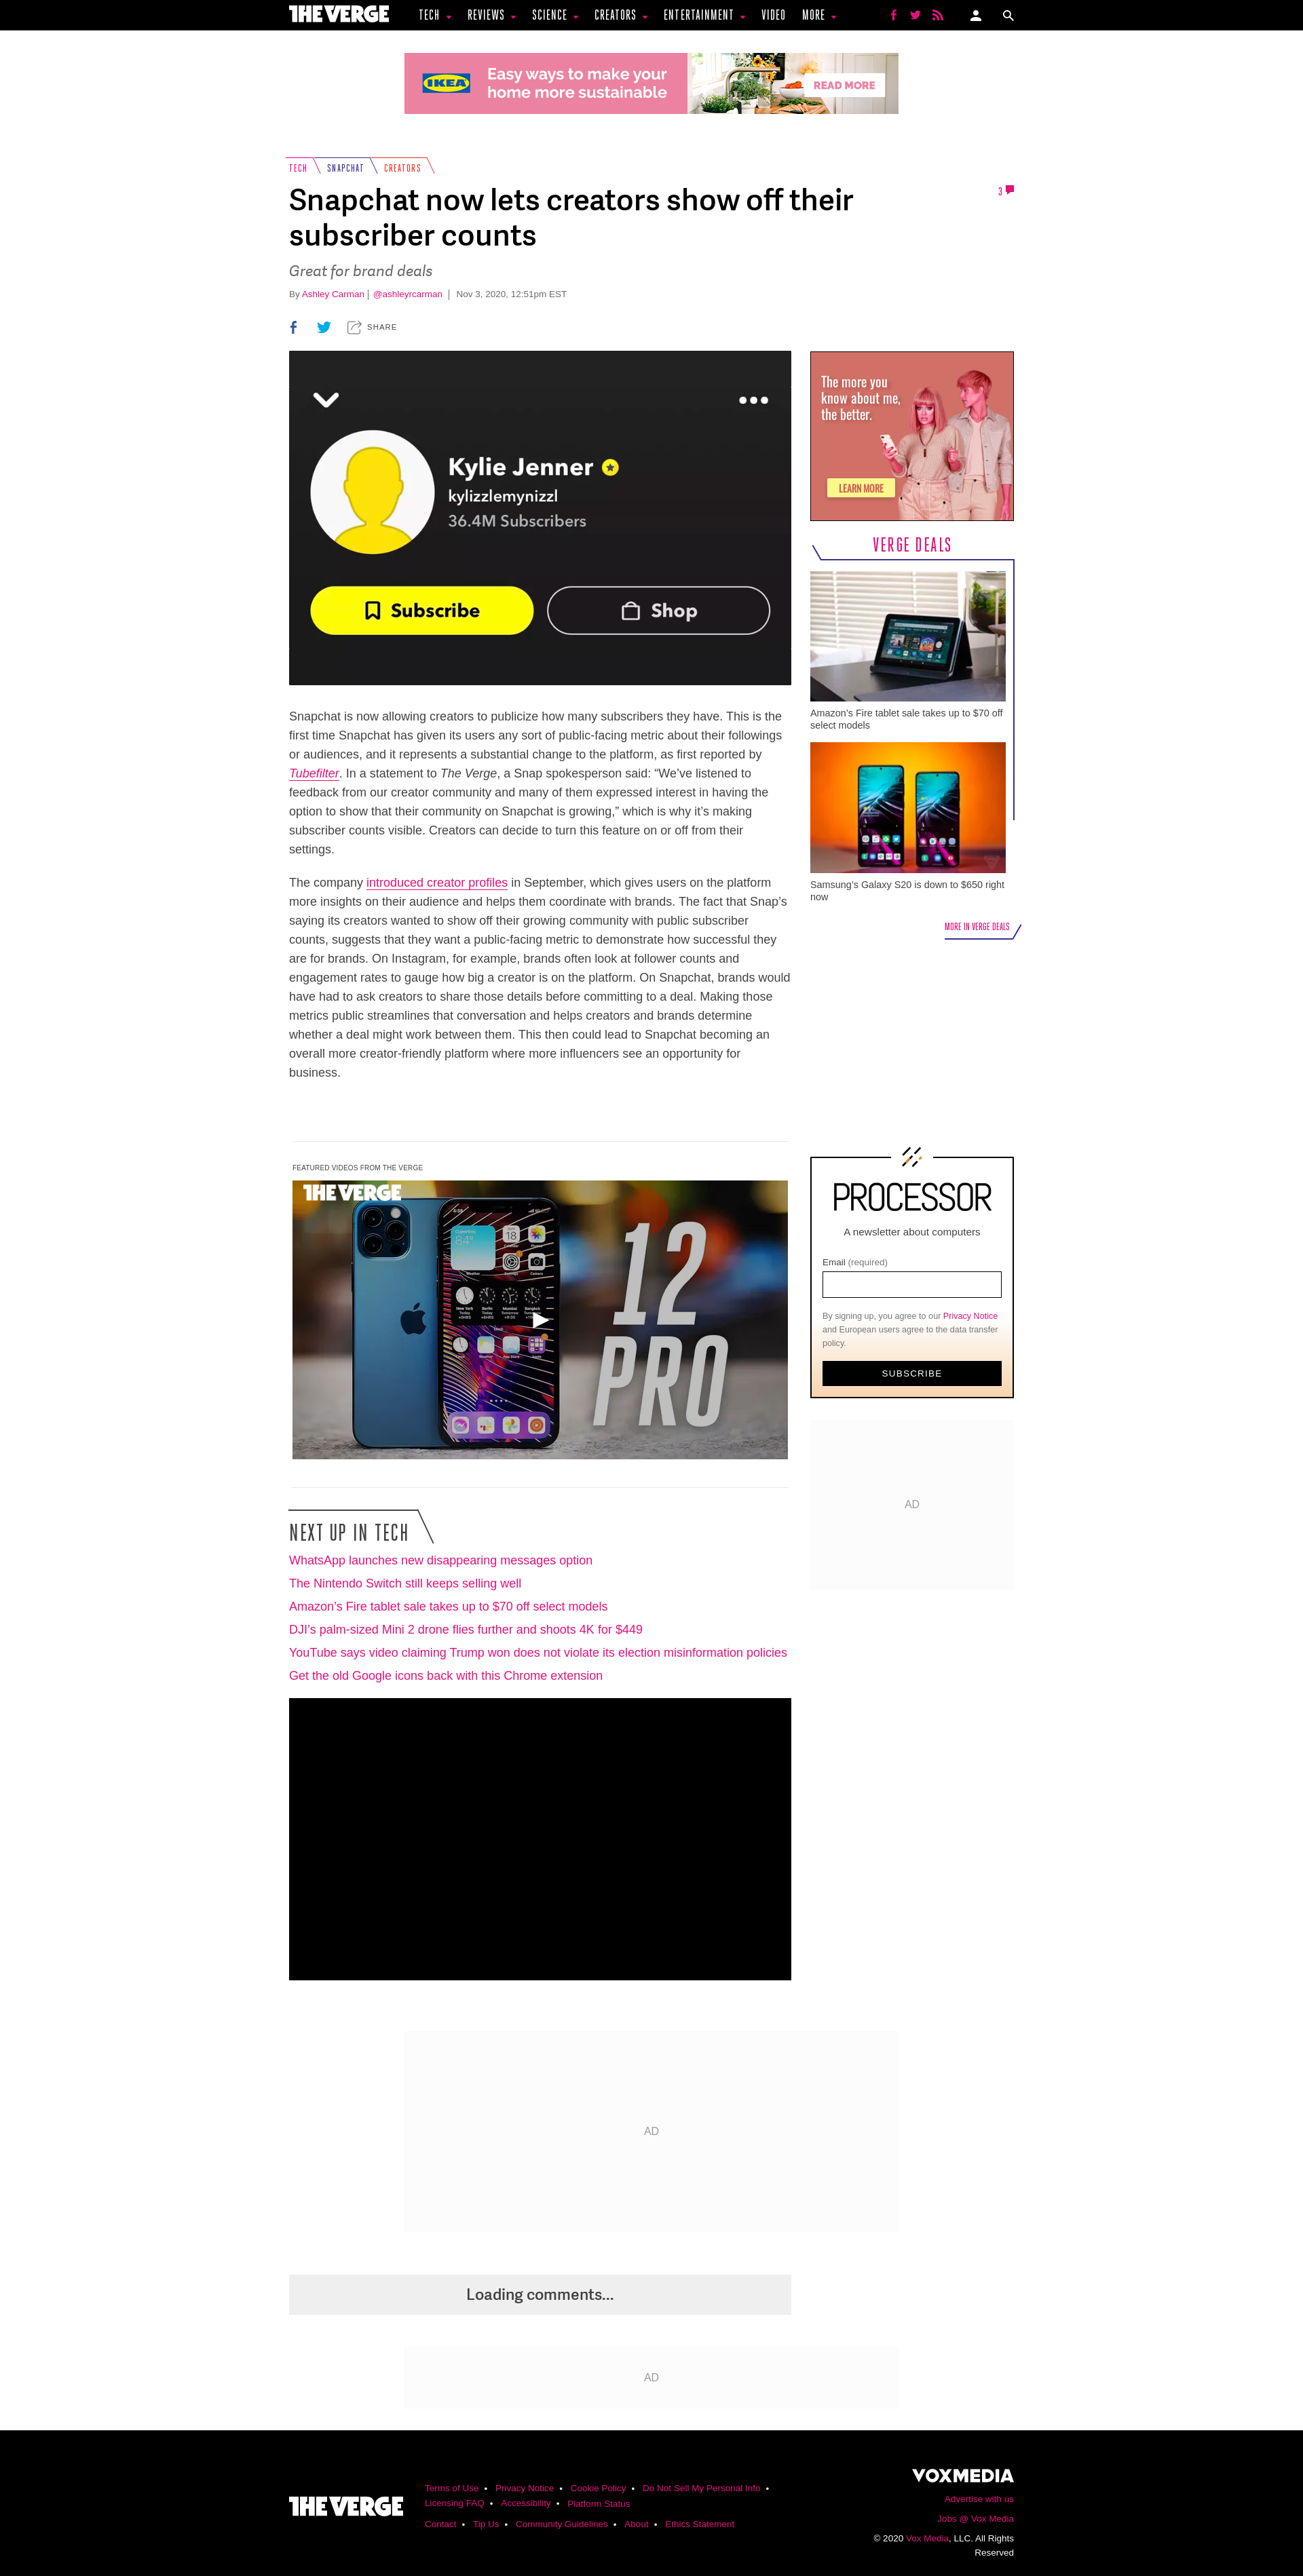 THE VERGE
TECH
REVIEWS
SCIENCE
CREATORS
ENTERTAINMENT
VIDEO
MORE
IKEA
Easy ways to make your
home more sustainable
READ MORE
TECH
SNAPCHAT
CREATORS
Snapchat now lets creators show off their
subscriber counts
3
Great for brand deals
By Ashley Carman | @ashleyrcarman | Nov 3, 2020, 12:51pm EST
SHARE
Kylie Jenner
kylizzlemynizzl
36.4M Subscribers
Subscribe
Shop
Snapchat is now allowing creators to publicize how many subscribers they have. This is the
first time Snapchat has given its users any sort of public-facing metric about their followings
or audiences, and it represents a substantial change to the platform, as first reported by
Tubefilter. In a statement to The Verge, a Snap spokesperson said: “We’ve listened to
feedback from our creator community and many of them expressed interest in having the
option to show that their community on Snapchat is growing,” which is why it’s making
subscriber counts visible. Creators can decide to turn this feature on or off from their
settings.
The company introduced creator profiles in September, which gives users on the platform
more insights on their audience and helps them coordinate with brands. The fact that Snap’s
saying its creators wanted to show off their growing community with public subscriber
counts, suggests that they want a public-facing metric to demonstrate how successful they
are for brands. On Instagram, for example, brands often look at follower counts and
engagement rates to gauge how big a creator is on the platform. On Snapchat, brands would
have had to ask creators to share those details before committing to a deal. Making those
metrics public streamlines that conversation and helps creators and brands determine
whether a deal might work between them. This then could lead to Snapchat becoming an
overall more creator-friendly platform where more influencers see an opportunity for
business.
The more you
know about me,
the better.
LEARN MORE
VERGE DEALS
Amazon’s Fire tablet sale takes up to $70 off
select models
Samsung’s Galaxy S20 is down to $650 right
now
MORE IN VERGE DEALS
FEATURED VIDEOS FROM THE VERGE
THE VERGE
12
PRO
PROCESSOR
A newsletter about computers
Email (required)
By signing up, you agree to our Privacy Notice
and European users agree to the data transfer
policy.
SUBSCRIBE
AD
NEXT UP IN TECH
WhatsApp launches new disappearing messages option
The Nintendo Switch still keeps selling well
Amazon’s Fire tablet sale takes up to $70 off select models
DJI’s palm-sized Mini 2 drone flies further and shoots 4K for $449
YouTube says video claiming Trump won does not violate its election misinformation policies
Get the old Google icons back with this Chrome extension
AD
Loading comments...
AD
THE VERGE
Terms of Use • Privacy Notice • Cookie Policy • Do Not Sell My Personal Info •
Licensing FAQ • Accessibility • Platform Status
Contact • Tip Us • Community Guidelines • About • Ethics Statement
VOXMEDIA
Advertise with us
Jobs @ Vox Media
© 2020 Vox Media, LLC. All Rights
Reserved